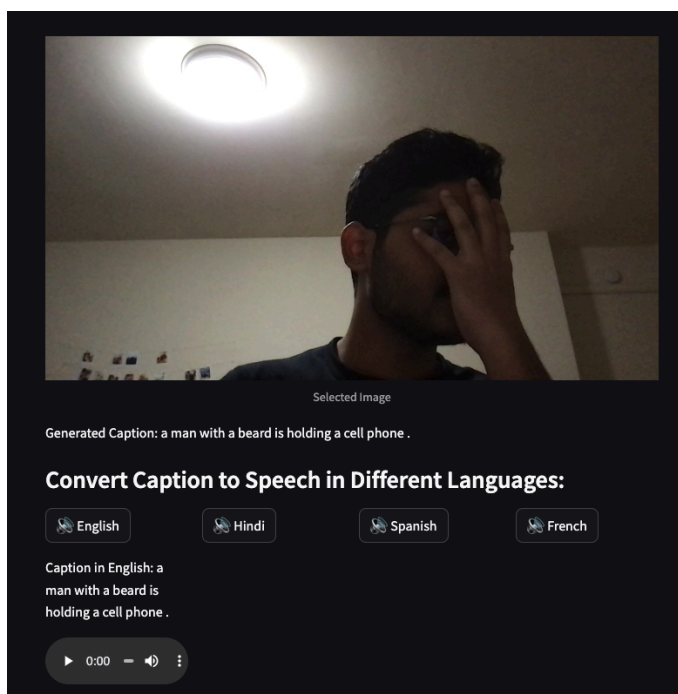 Selected Image
Generated Caption: a man with a beard is holding a cell phone .
Convert Caption to Speech in Different Languages:
English
Hindi
Spanish
French
Caption in English: a
man with a beard is
holding a cell phone .
0:00